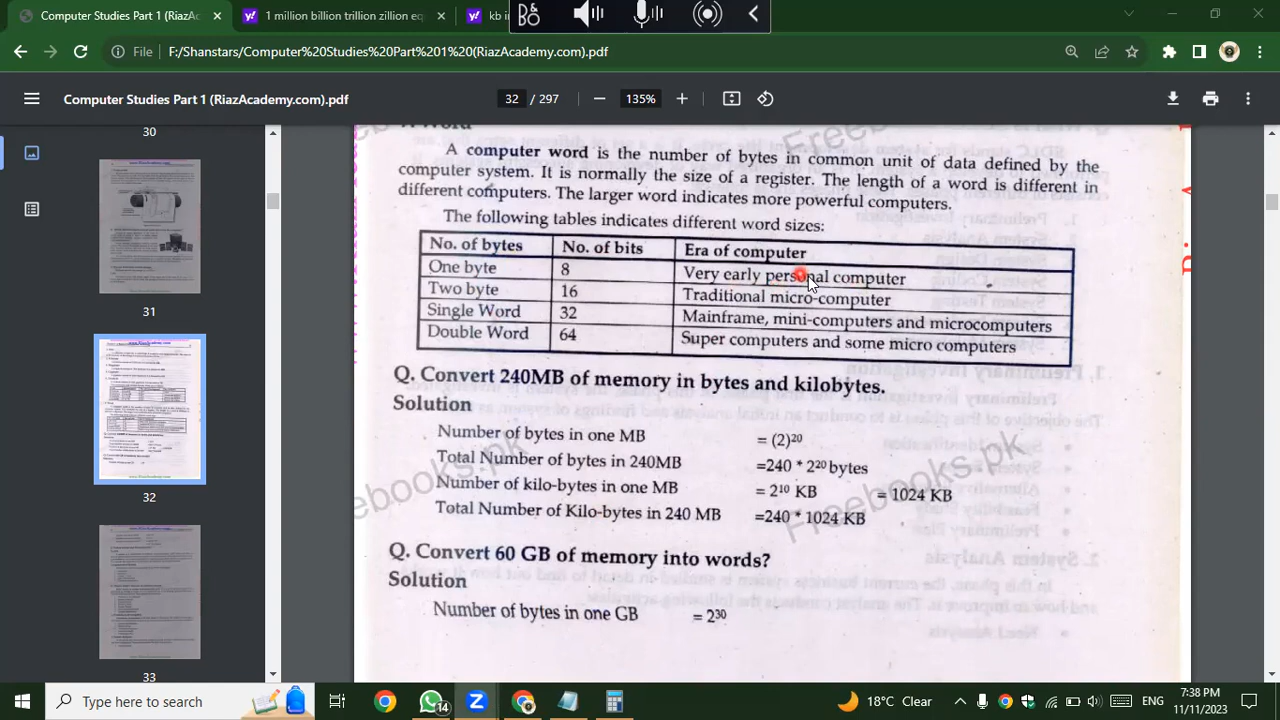 Computer Studies Part 1 (Riaz
1 million billion trillion zillion eq
kb i
File F:/Shanstars/Computer%20Studies%20Part%201%20(RiazAcademy.com).pdf
Computer Studies Part 1 (RiazAcademy.com).pdf
32 / 297
135%
30
31
32
33
A computer word is the number of bytes in common unit of data defined by the
computer system. It is normally the size of a register. The length of a word is different in
different computers. The larger word indicates more powerful computers.
The following tables indicates different word sizes:
No. of bytes No. of bits Era of computer
One byte 8 Very early personal computer
Two byte 16 Traditional micro-computer
Single Word 32 Mainframe, mini-computers and microcomputers
Double Word 64 Super computers and some micro computers
Q. Convert 240MB of memory in bytes and kilobytes.
Solution
Number of bytes in one MB = (2)²⁰
Total Number of bytes in 240MB =240 * 2²⁰ bytes
Number of kilo-bytes in one MB = 2¹⁰ KB = 1024 KB
Total Number of Kilo-bytes in 240 MB =240 * 1024 KB
Q. Convert 60 GB of memory into words?
Solution
Number of bytes in one GB = 2³⁰
Freebooks.pk
Type here to search
14
18°C Clear
ENG
7:38 PM
11/11/2023